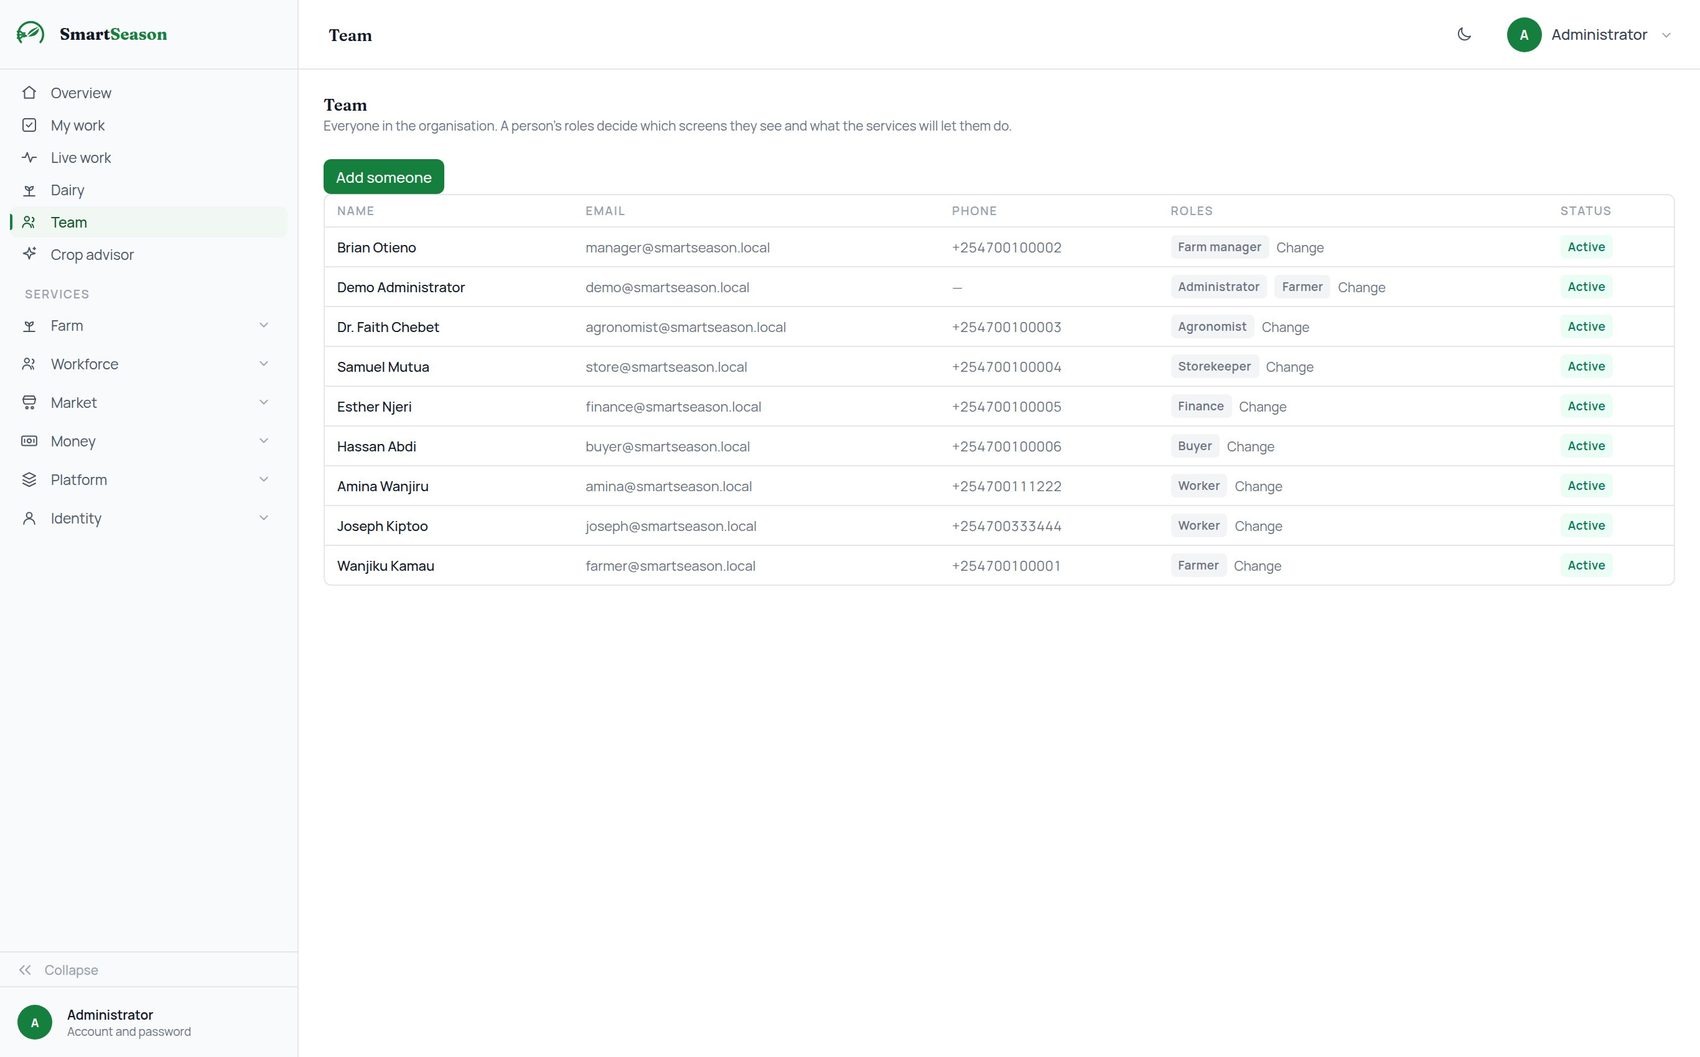 SmartSeason
Team
A Administrator
Overview
My work
Live work
Dairy
Team
Crop advisor
SERVICES
Farm
Workforce
Market
Money
Platform
Identity
Collapse
A Administrator
Account and password
Team
Everyone in the organisation. A person's roles decide which screens they see and what the services will let them do.
Add someone
NAME EMAIL PHONE ROLES STATUS
Brian Otieno manager@smartseason.local +254700100002 Farm manager Change Active
Demo Administrator demo@smartseason.local — Administrator Farmer Change Active
Dr. Faith Chebet agronomist@smartseason.local +254700100003 Agronomist Change Active
Samuel Mutua store@smartseason.local +254700100004 Storekeeper Change Active
Esther Njeri finance@smartseason.local +254700100005 Finance Change Active
Hassan Abdi buyer@smartseason.local +254700100006 Buyer Change Active
Amina Wanjiru amina@smartseason.local +254700111222 Worker Change Active
Joseph Kiptoo joseph@smartseason.local +254700333444 Worker Change Active
Wanjiku Kamau farmer@smartseason.local +254700100001 Farmer Change Active